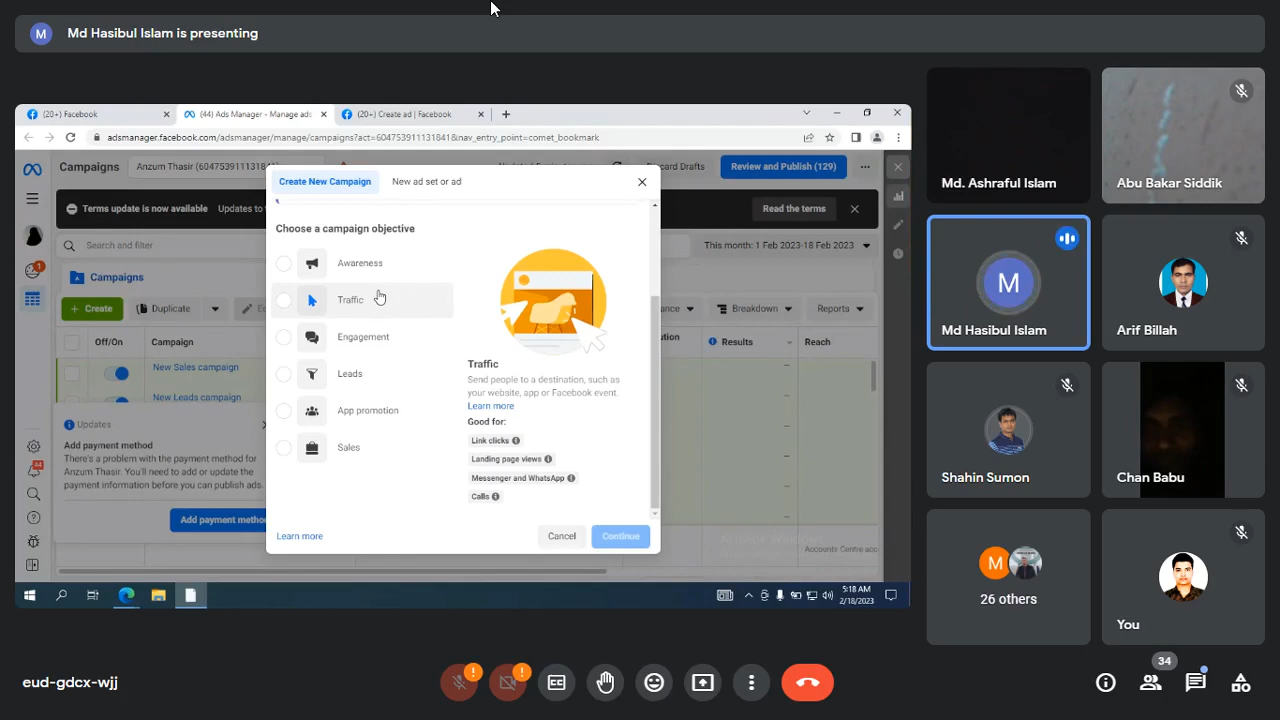 M Md Hasibul Islam is presenting
(20+) Facebook
(44) Ads Manager - Manage ads
(20+) Create ad | Facebook
adsmanager.facebook.com/adsmanager/manage/campaigns?act=604753911131841&nav_entry_point=comet_bookmark
Campaigns
Anzum Thasir (604753911131841)
Discard Drafts
Review and Publish (129)
Create New Campaign
New ad set or ad
Terms update is now available
Updates to
Read the terms
Search and filter
This month: 1 Feb 2023-18 Feb 2023
Choose a campaign objective
Awareness
Traffic
Engagement
Leads
App promotion
Sales
Traffic
Send people to a destination, such as
your website, app or Facebook event.
Learn more
Good for:
Link clicks
Landing page views
Messenger and WhatsApp
Calls
Learn more
Cancel
Continue
Campaigns
+ Create
Duplicate
Breakdown
Reports
Off/On
Campaign
Results
Reach
New Sales campaign
New Leads campaign
Updates
Add payment method
There's a problem with the payment method for
Anzum Thasir. You'll need to add or update the
payment information before you can publish ads.
Add payment method
Accounts Centre acc
44
5:18 AM
2/18/2023
Md. Ashraful Islam
Abu Bakar Siddik
M
Md Hasibul Islam
Arif Billah
Shahin Sumon
Chan Babu
M
26 others
You
eud-gdcx-wjj
34